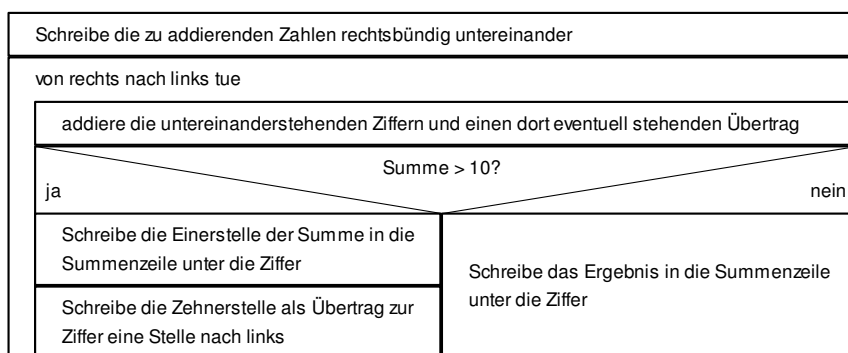 Schreibe die zu addierenden Zahlen rechtsbündig untereinander
von rechts nach links tue
addiere die untereinanderstehenden Ziffern und einen dort eventuell stehenden Übertrag
Summe > 10?
ja
nein
Schreibe die Einerstelle der Summe in die
Summenzeile unter die Ziffer
Schreibe das Ergebnis in die Summenzeile
unter die Ziffer
Schreibe die Zehnerstelle als Übertrag zur
Ziffer eine Stelle nach links